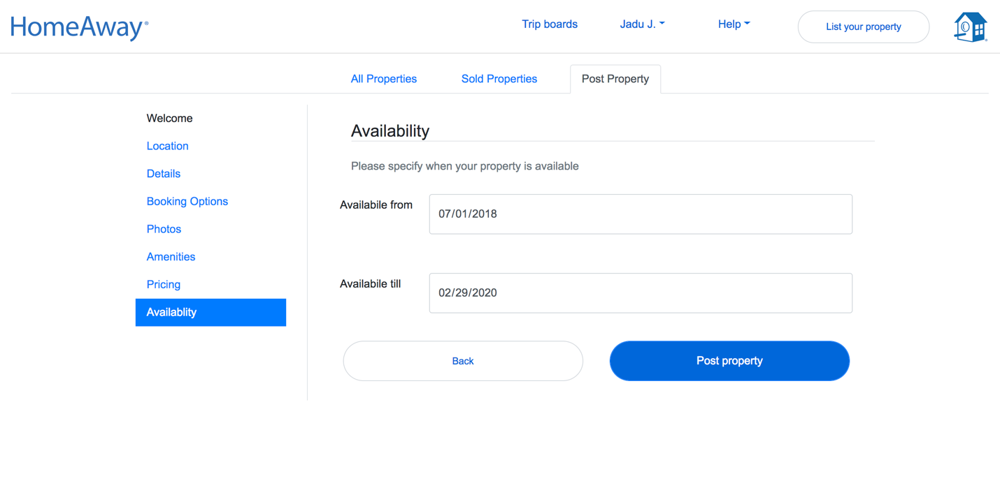 HomeAway®
Trip boards
Jadu J.
Help
List your property
All Properties
Sold Properties
Post Property
Welcome
Location
Details
Booking Options
Photos
Amenities
Pricing
Availablity
Availability
Please specify when your property is available
Availabile from
07/01/2018
Availabile till
02/29/2020
Back
Post property